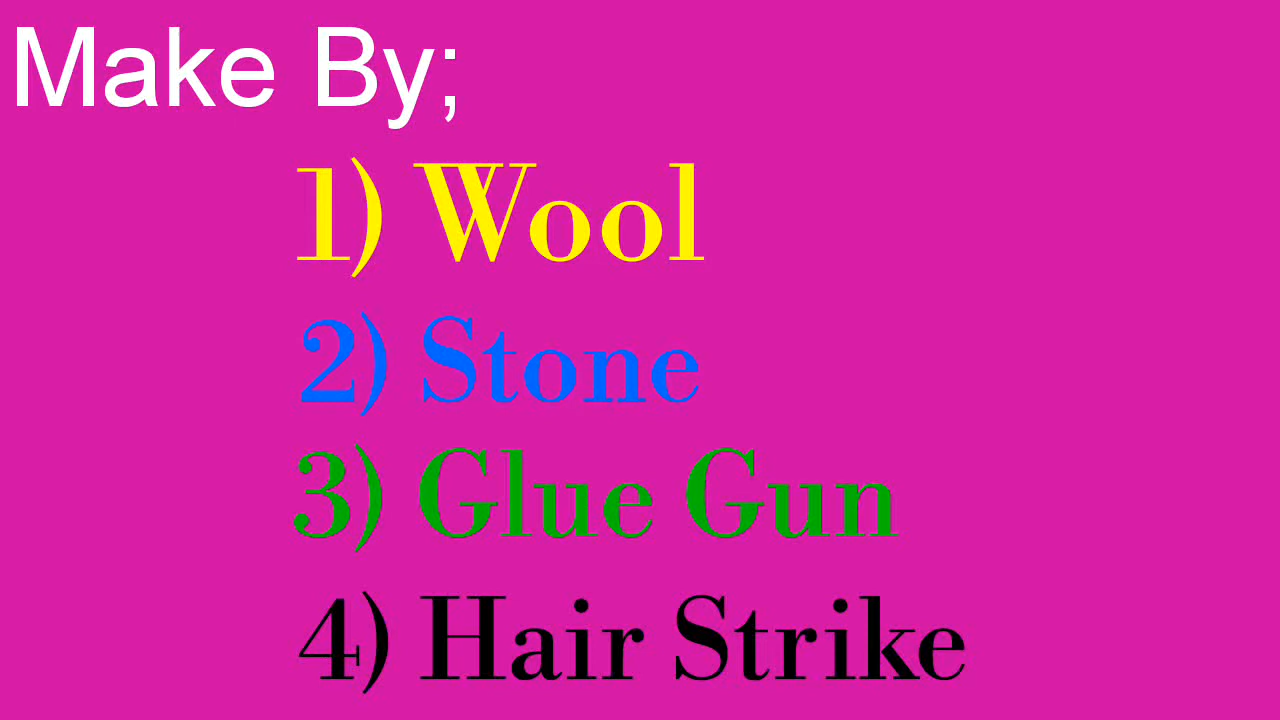 Make By;
1) Wool
2) Stone
3) Glue Gun
4) Hair Strike